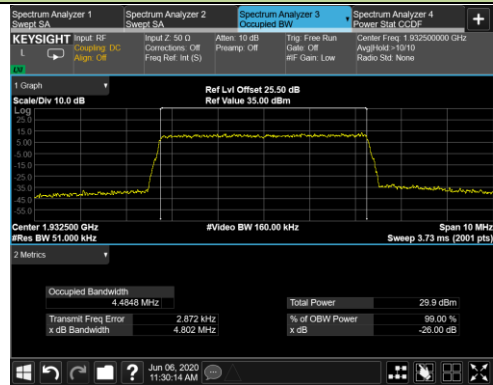 Spectrum Analyzer 1 Spectrum Analyzer 2 Spectrum Analyzer 3 Spectrum Analyzer 4
Swept SA Swept SA Occupied BW Power Stat CCDF
KEYSIGHT Input: RF Input Z: 50 Ω Atten: 10 dB Trig: Free Run Center Freq: 1.932500000 GHz
L Coupling: DC Corrections: Off Preamp: Off Gate: Off Avg|Hold:>10/10
Align: Off Freq Ref: Int (S) #IF Gain: Low Radio Std: None
1 Graph
Ref Lvl Offset 25.50 dB
Scale/Div 10.0 dB Ref Value 35.00 dBm
Log
25.0
15.0
5.00
-5.00
-15.0
-25.0
-35.0
-45.0
-55.0
Center 1.932500 GHz #Video BW 160.00 kHz Span 10 MHz
#Res BW 51.000 kHz Sweep 3.73 ms (2001 pts)
2 Metrics
Occupied Bandwidth
4.4848 MHz Total Power 29.9 dBm
Transmit Freq Error 2.872 kHz % of OBW Power 99.00 %
x dB Bandwidth 4.802 MHz x dB -26.00 dB
? Jun 06, 2020
11:30:14 AM